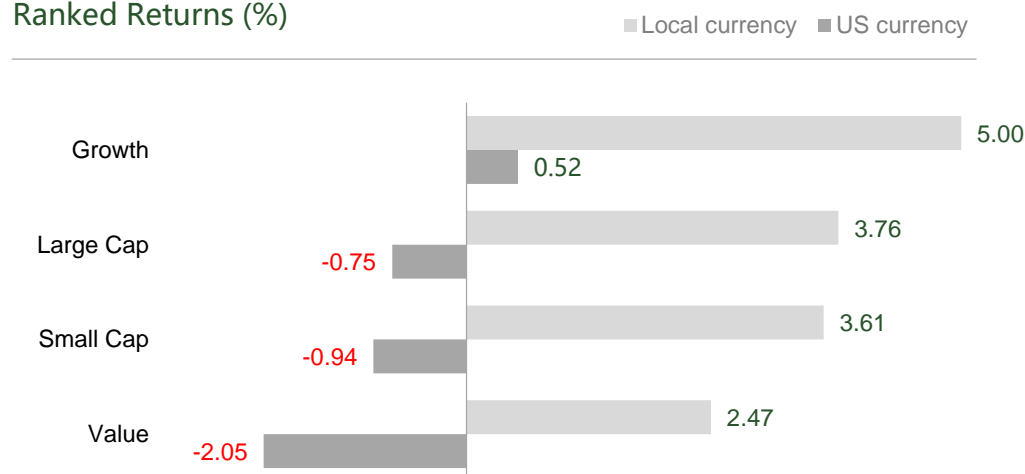 Ranked Returns (%)
Local currency US currency
Growth
5.00
0.52
Large Cap
3.76
-0.75
Small Cap
3.61
-0.94
Value
2.47
-2.05